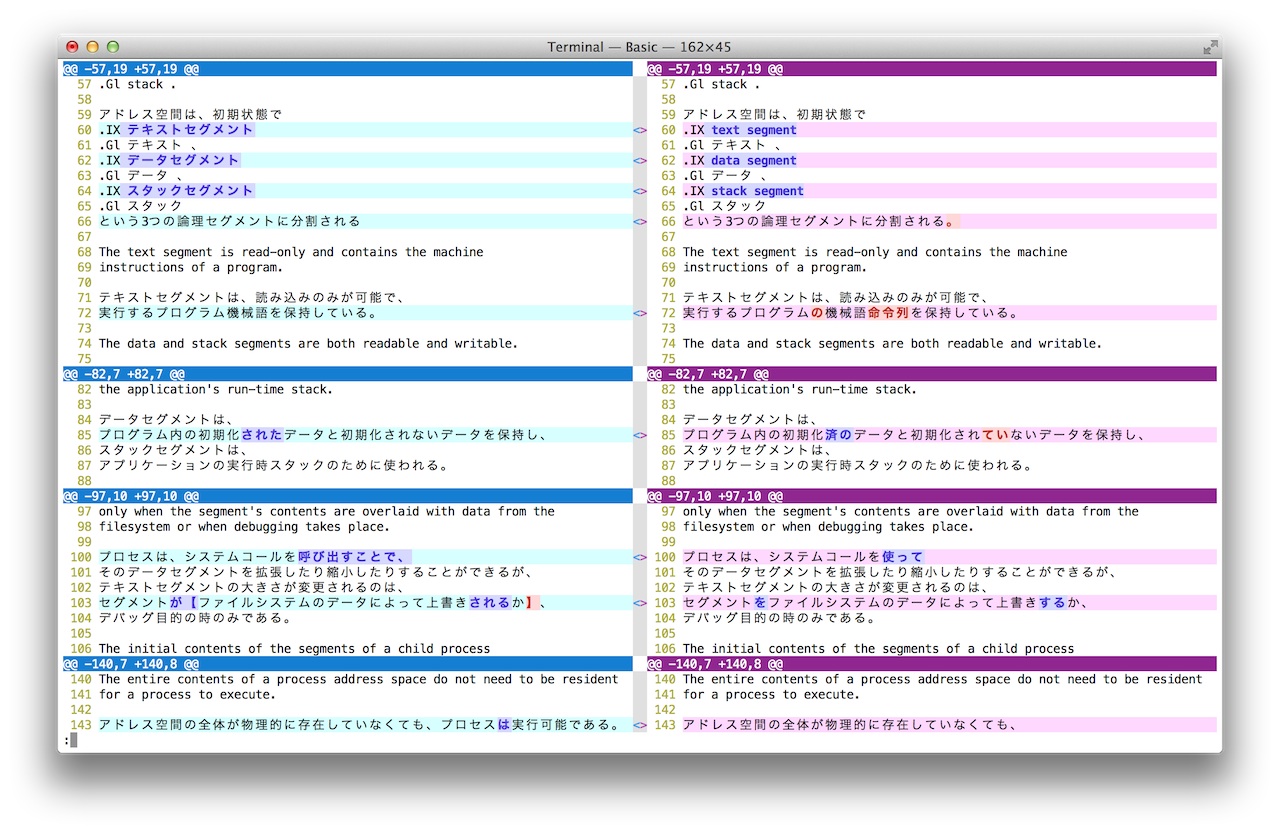 Terminal — Basic — 162×45
@@ -57,19 +57,19 @@
57 .Gl stack .
58
59 アドレス空間は、初期状態で
60 .IX テキストセグメント
61 .Gl テキスト 、
62 .IX データセグメント
63 .Gl データ 、
64 .IX スタックセグメント
65 .Gl スタック
66 という3つの論理セグメントに分割される
67
68 The text segment is read-only and contains the machine
69 instructions of a program.
70
71 テキストセグメントは、読み込みのみが可能で、
72 実行するプログラム機械語を保持している。
73
74 The data and stack segments are both readable and writable.
75
@@ -82,7 +82,7 @@
82 the application's run-time stack.
83
84 データセグメントは、
85 プログラム内の初期化されたデータと初期化されないデータを保持し、
86 スタックセグメントは、
87 アプリケーションの実行時スタックのために使われる。
88
@@ -97,10 +97,10 @@
97 only when the segment's contents are overlaid with data from the
98 filesystem or when debugging takes place.
99
100 プロセスは、システムコールを呼び出すことで、
101 そのデータセグメントを拡張したり縮小したりすることができるが、
102 テキストセグメントの大きさが変更されるのは、
103 セグメントが【ファイルシステムのデータによって上書きされるか】、
104 デバッグ目的の時のみである。
105
106 The initial contents of the segments of a child process
@@ -140,7 +140,8 @@
140 The entire contents of a process address space do not need to be resident
141 for a process to execute.
142
143 アドレス空間の全体が物理的に存在していなくても、プロセスは実行可能である。
:
<>
<>
<>
<>
<>
<>
<>
<>
<>
@@ -57,19 +57,19 @@
57 .Gl stack .
58
59 アドレス空間は、初期状態で
60 .IX text segment
61 .Gl テキスト 、
62 .IX data segment
63 .Gl データ 、
64 .IX stack segment
65 .Gl スタック
66 という3つの論理セグメントに分割される。
67
68 The text segment is read-only and contains the machine
69 instructions of a program.
70
71 テキストセグメントは、読み込みのみが可能で、
72 実行するプログラムの機械語命令列を保持している。
73
74 The data and stack segments are both readable and writable.
75
@@ -82,7 +82,7 @@
82 the application's run-time stack.
83
84 データセグメントは、
85 プログラム内の初期化済のデータと初期化されていないデータを保持し、
86 スタックセグメントは、
87 アプリケーションの実行時スタックのために使われる。
88
@@ -97,10 +97,10 @@
97 only when the segment's contents are overlaid with data from the
98 filesystem or when debugging takes place.
99
100 プロセスは、システムコールを使って
101 そのデータセグメントを拡張したり縮小したりすることができるが、
102 テキストセグメントの大きさが変更されるのは、
103 セグメントをファイルシステムのデータによって上書きするか、
104 デバッグ目的の時のみである。
105
106 The initial contents of the segments of a child process
@@ -140,7 +140,8 @@
140 The entire contents of a process address space do not need to be resident
141 for a process to execute.
142
143 アドレス空間の全体が物理的に存在していなくても、